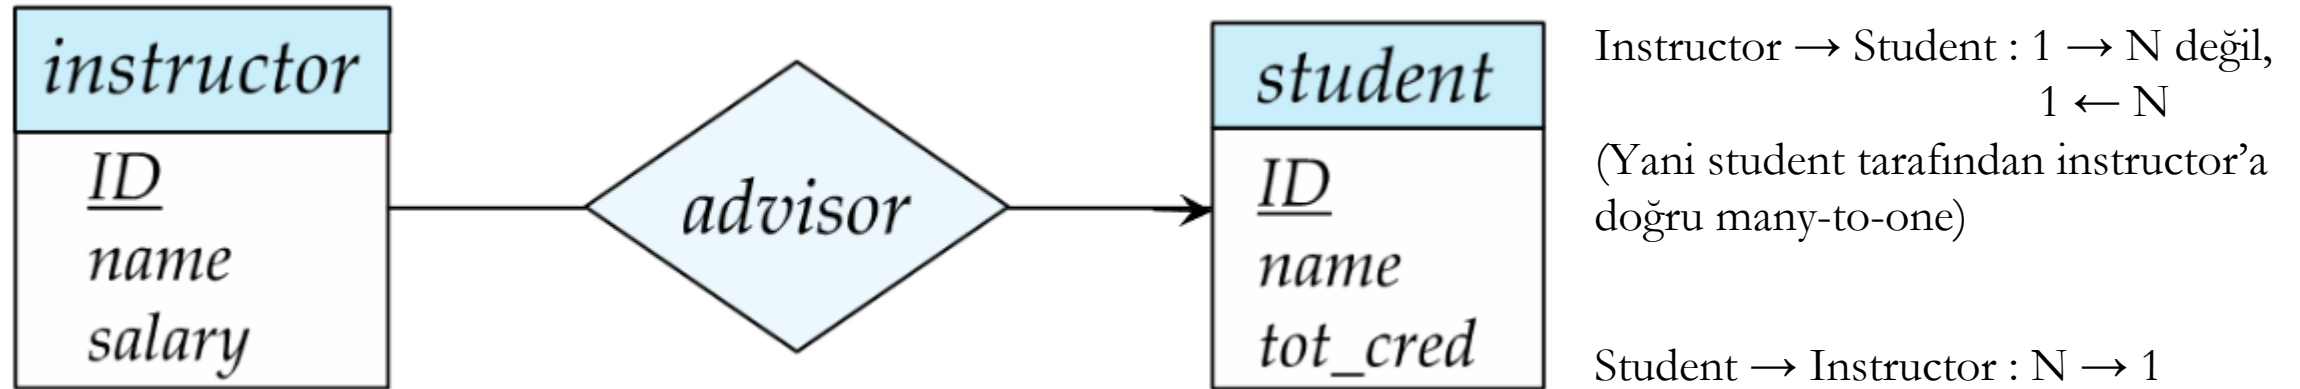 instructor
ID
name
salary
advisor
student
ID
name
tot_cred
Instructor → Student : 1 → N değil,
1 ← N
(Yani student tarafından instructor’a
doğru many-to-one)
Student → Instructor : N → 1